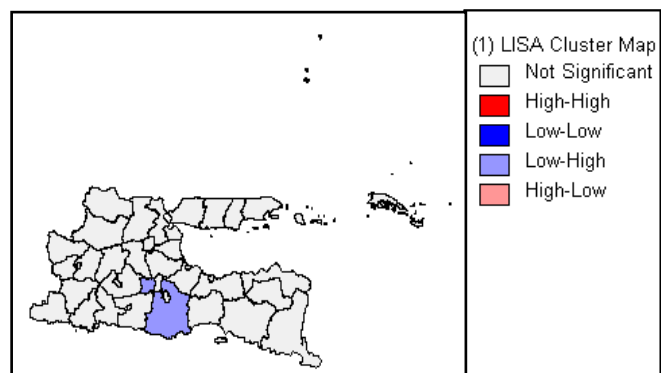 (1) LISA Cluster Map
Not Significant
High-High
Low-Low
Low-High
High-Low